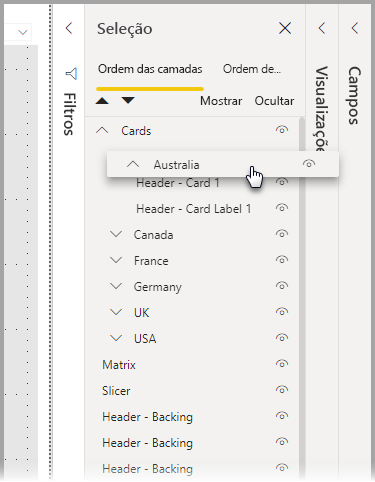 Seleção
Ordem das camadas
Ordem de...
Mostrar
Ocultar
Cards
Australia
Header - Card 1
Header - Card Label 1
Canada
France
Germany
UK
USA
Matrix
Slicer
Header - Backing
Header - Backing
Header - Backing
Filtros
Visualizaçõe
Campos